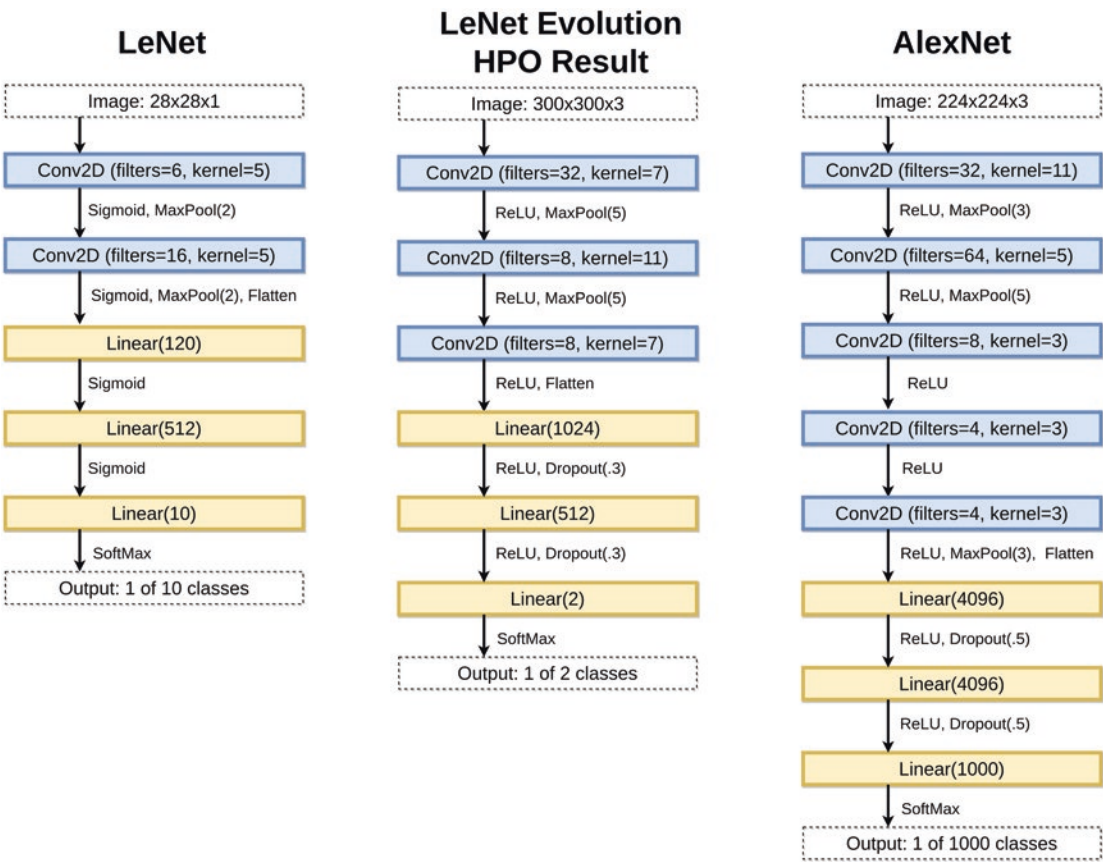 LeNet
Image: 28x28x1
Conv2D (filters=6, kernel=5)
Sigmoid, MaxPool(2)
Conv2D (filters=16, kernel=5)
Sigmoid, MaxPool(2), Flatten
Linear(120)
Sigmoid
Linear(512)
Sigmoid
Linear(10)
SoftMax
Output: 1 of 10 classes
LeNet Evolution
HPO Result
Image: 300x300x3
Conv2D (filters=32, kernel=7)
ReLU, MaxPool(5)
Conv2D (filters=8, kernel=11)
ReLU, MaxPool(5)
Conv2D (filters=8, kernel=7)
ReLU, Flatten
Linear(1024)
ReLU, Dropout(.3)
Linear(512)
ReLU, Dropout(.3)
Linear(2)
SoftMax
Output: 1 of 2 classes
AlexNet
Image: 224x224x3
Conv2D (filters=32, kernel=11)
ReLU, MaxPool(3)
Conv2D (filters=64, kernel=5)
ReLU, MaxPool(5)
Conv2D (filters=8, kernel=3)
ReLU
Conv2D (filters=4, kernel=3)
ReLU
Conv2D (filters=4, kernel=3)
ReLU, MaxPool(3), Flatten
Linear(4096)
ReLU, Dropout(.5)
Linear(4096)
ReLU, Dropout(.5)
Linear(1000)
SoftMax
Output: 1 of 1000 classes